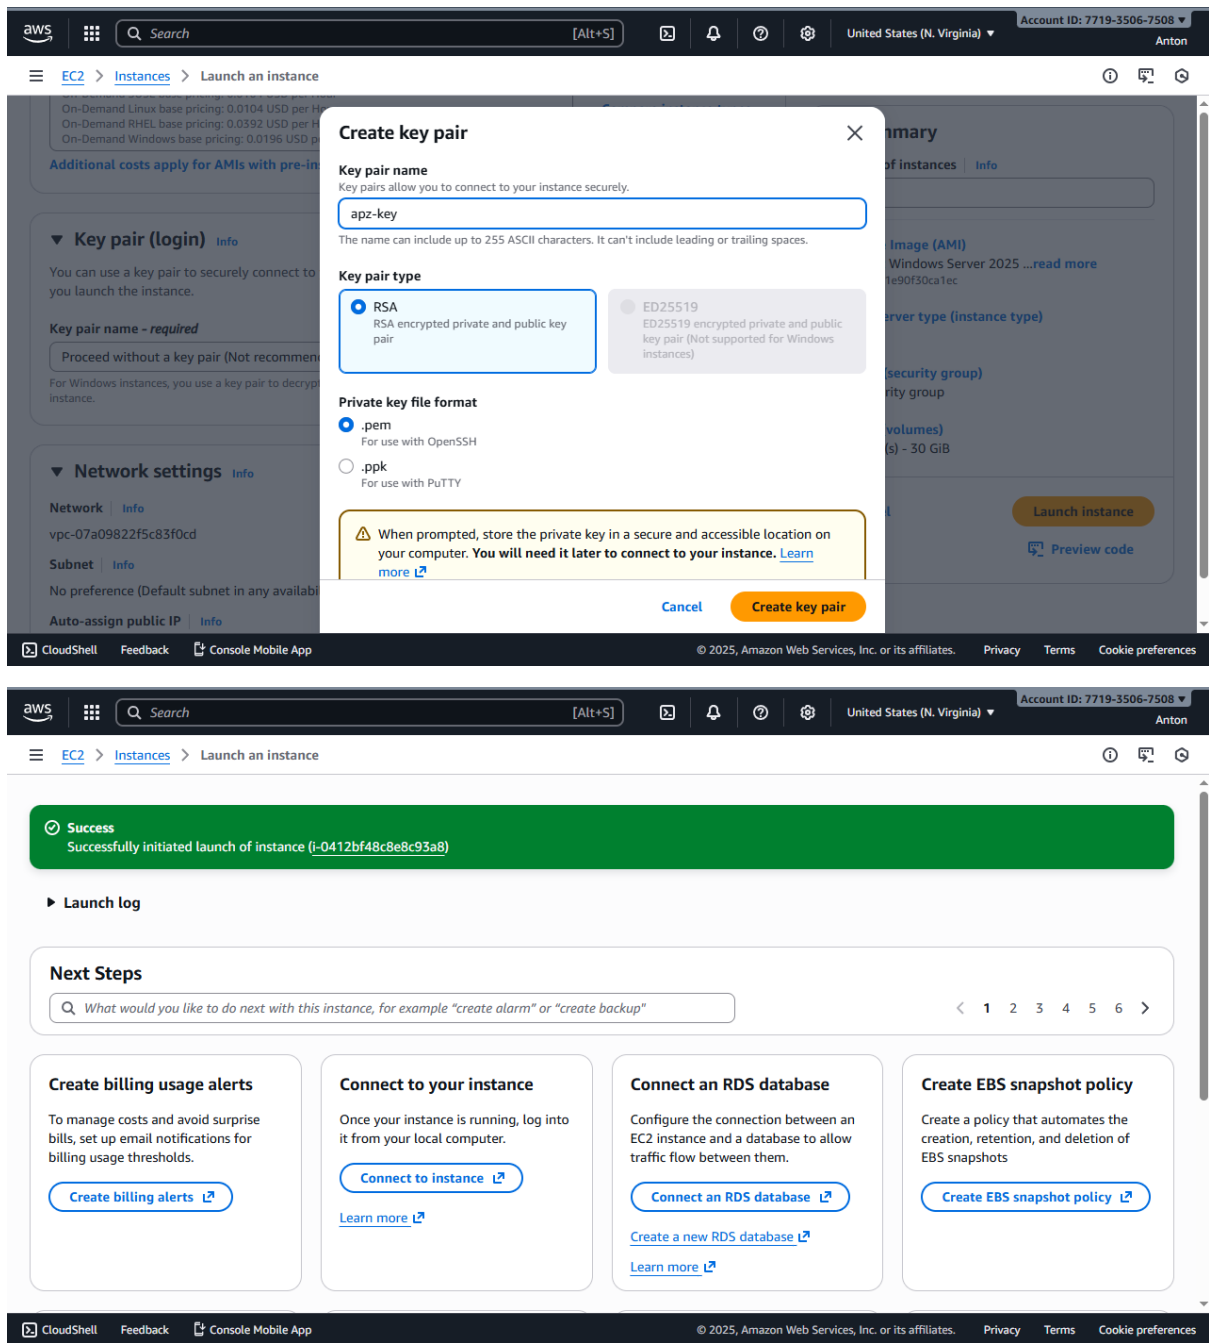 aws
Search
[Alt+S]
United States (N. Virginia) ▼
Account ID: 7719-3506-7508 ▼
Anton
EC2 > Instances > Launch an instance
On-Demand Linux base pricing: 0.0104 USD per
On-Demand RHEL base pricing: 0.0392 USD per H
On-Demand Windows base pricing: 0.0196 USD
Additional costs apply for AMIs with
Key pair (login) Info
You can use a key pair to securely connect to
you launch the instance.
Key pair name - required
Proceed without a key pair (Not recommen
For Windows instances, you use a key pair to decrypt
instance.
Network settings Info
Network Info
vpc-07a09822f5c83f0cd
Subnet Info
No preference (Default subnet in any availabi
Auto-assign public IP Info
Create key pair
Key pair name
Key pairs allow you to connect to your instance securely.
apz-key
The name can include up to 255 ASCII characters. It can't include leading or trailing spaces.
Key pair type
RSA
RSA encrypted private and public key
pair
ED25519
ED25519 encrypted private and public
key pair (Not supported for Windows
instances)
Private key file format
.pem
For use with OpenSSH
.ppk
For use with PuTTY
When prompted, store the private key in a secure and accessible location on
your computer. You will need it later to connect to your instance. Learn
more
Cancel
Create key pair
mmary
of instances Info
Image (AMI)
Windows Server 2025 ...read more
1e90f30ca1ec
erver type (instance type)
(security group)
rity group
volumes)
(s) - 30 GiB
Launch instance
Preview code
CloudShell Feedback Console Mobile App
© 2025, Amazon Web Services, Inc. or its affiliates. Privacy Terms Cookie preferences
aws
Search
[Alt+S]
United States (N. Virginia) ▼
Account ID: 7719-3506-7508 ▼
Anton
EC2 > Instances > Launch an instance
Success
Successfully initiated launch of instance (i-0412bf48c8e8c93a8)
Launch log
Next Steps
What would you like to do next with this instance, for example "create alarm" or "create backup"
1 2 3 4 5 6
Create billing usage alerts
To manage costs and avoid surprise
bills, set up email notifications for
billing usage thresholds.
Create billing alerts
Connect to your instance
Once your instance is running, log into
it from your local computer.
Connect to instance
Learn more
Connect an RDS database
Configure the connection between an
EC2 instance and a database to allow
traffic flow between them.
Connect an RDS database
Create a new RDS database
Learn more
Create EBS snapshot policy
Create a policy that automates the
creation, retention, and deletion of
EBS snapshots
Create EBS snapshot policy
CloudShell Feedback Console Mobile App
© 2025, Amazon Web Services, Inc. or its affiliates. Privacy Terms Cookie preferences